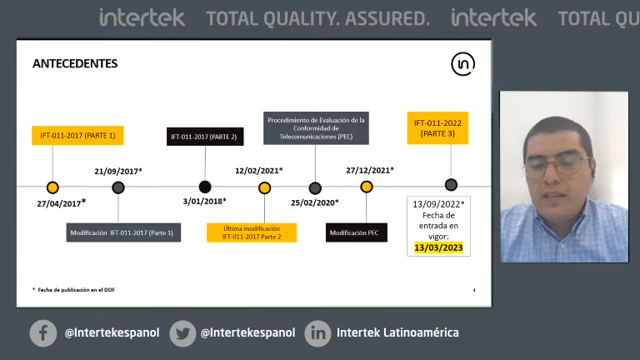 intertek TOTAL QUALITY. ASSURED. intertek TOTAL QU
ANTECEDENTES
in
IFT-011-2017 (PARTE 1)
21/09/2017*
IFT-011-2017 (PARTE 2)
12/02/2021*
Procedimiento de Evaluación de la
Conformidad de
Telecomunicaciones (PEC)
27/12/2021*
IFT-011-2022
(PARTE 3)
27/04/2017*
Modificación IFT-011-2017 (Parte 1)
3/01/2018*
Última modificación
IFT-011-2017 Parte 2
25/02/2020*
Modificación PEC
13/09/2022*
Fecha de
entrada en
vigor:
13/03/2023
* Fecha de publicación en el DOF
4
f @Intertekespanol @Intertekespanol in Intertek Latinoamérica